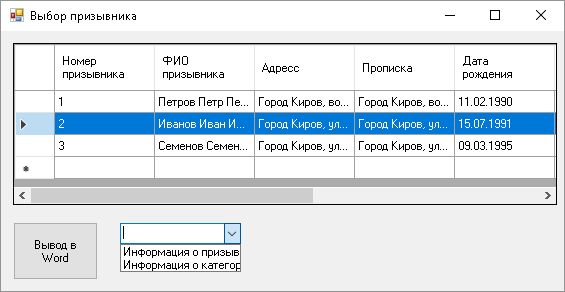 Выбор призывника
Номер призывника ФИО призывника Адресс Прописка Дата рождения
1 Петров Петр Пе... Город Киров, во... Город Киров, во... 11.02.1990
2 Иванов Иван И... Город Киров, ул... Город Киров, ул... 15.07.1991
3 Семенов Семен... Город Киров, ул... Город Киров, ул... 09.03.1995
Вывод в
Word
Информация о призыв
Информация о категор